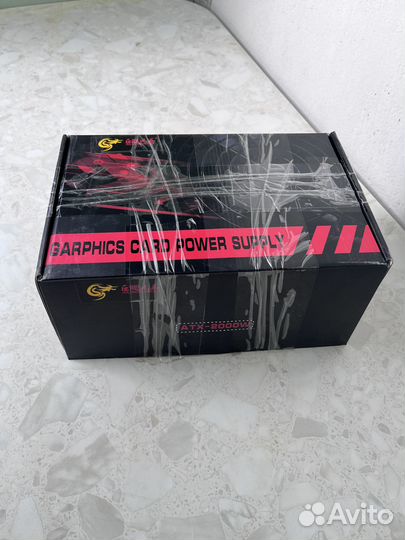 GARPHICS CARD POWER SUPPLY
ATX-2000W
Avito